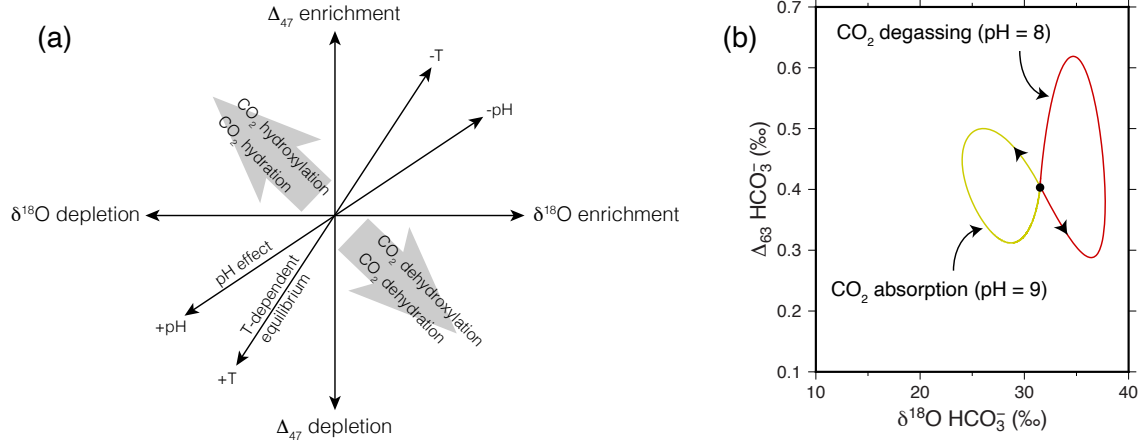 (a)
Δ47 enrichment
-T
-pH
CO2 hydroxylation
CO2 hydration
δ18O depletion
δ18O enrichment
pH effect
T-dependent
equilibrium
CO2 dehydroxylation
CO2 dehydration
+pH
+T
Δ47 depletion
(b)
0.7
0.6
0.5
0.4
0.3
0.2
0.1
Δ63 HCO3− (‰)
CO2 degassing (pH = 8)
CO2 absorption (pH = 9)
10
20
30
40
δ18O HCO3− (‰)